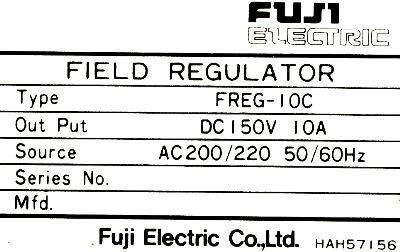 FUJI
ELECTRIC
FIELD REGULATOR
Type FREG-10C
Out Put DC150V 10A
Source AC200/220 50/60Hz
Series No.
Mfd.
Fuji Electric Co.,Ltd. HAH57156